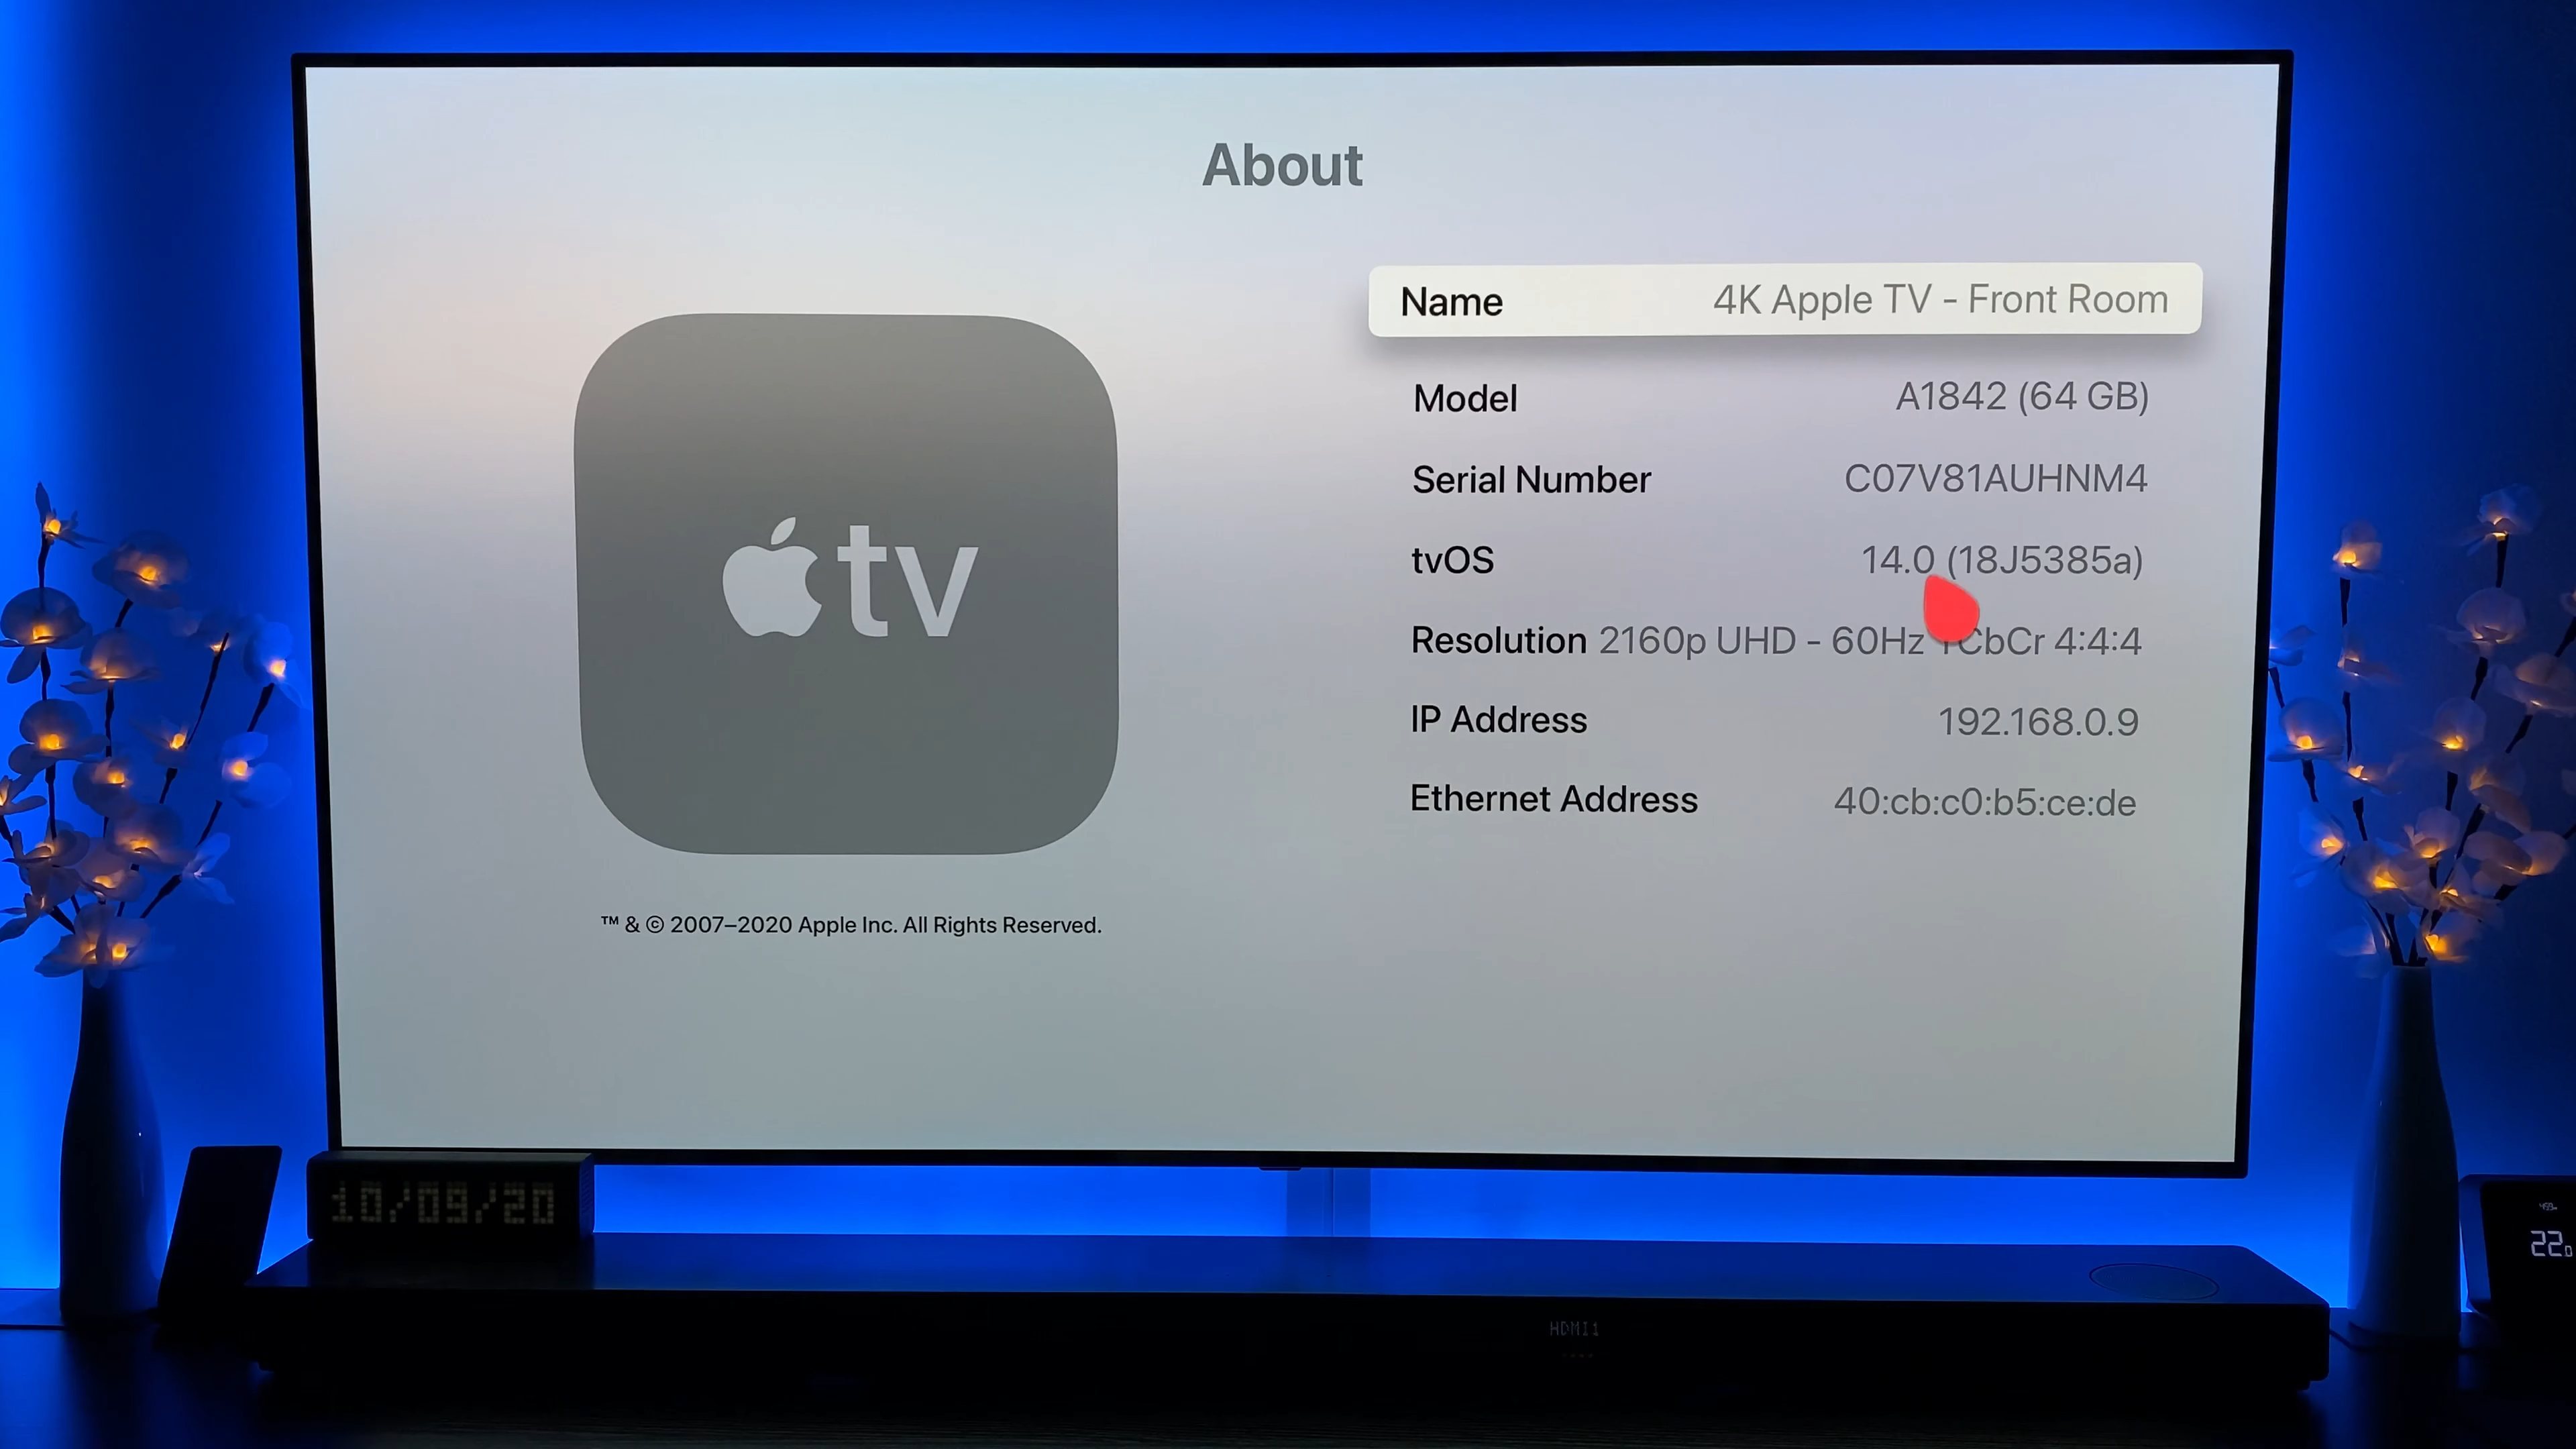 About
Name 4K Apple TV - Front Room
Model A1842 (64 GB)
Serial Number C07V81AUHNM4
tvOS 14.0 (18J5385a)
Resolution 2160p UHD - 60Hz YCbCr 4:4:4
IP Address 192.168.0.9
Ethernet Address 40:cb:c0:b5:ce:de
tv
™ & © 2007–2020 Apple Inc. All Rights Reserved.
10/09/20
22.
HDMI1